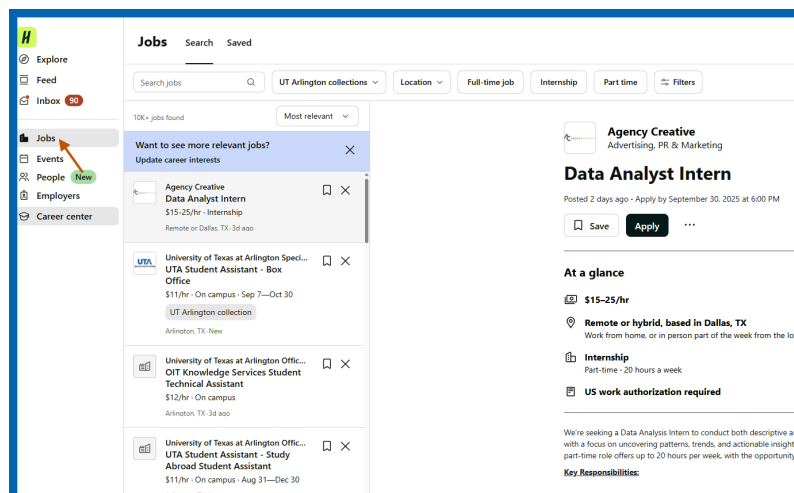 H
Explore
Feed
Inbox 90
Jobs
Events
People New
Employers
Career center
Jobs Search Saved
Search jobs UT Arlington collections Location Full-time job Internship Part time Filters
10K+ jobs found Most relevant
Want to see more relevant jobs?
Update career interests
Agency Creative
Data Analyst Intern
$15-25/hr · Internship
Remote or Dallas, TX · 3d ago
UTA
University of Texas at Arlington Speci...
UTA Student Assistant - Box
Office
$11/hr · On campus · Sep 7—Oct 30
UT Arlington collection
Arlington, TX · New
University of Texas at Arlington Offic...
OIT Knowledge Services Student
Technical Assistant
$12/hr · On campus
Arlington, TX · 3d ago
University of Texas at Arlington Offic...
UTA Student Assistant - Study
Abroad Student Assistant
$11/hr · On campus · Aug 31—Dec 30
Agency Creative
Advertising, PR & Marketing
Data Analyst Intern
Posted 2 days ago · Apply by September 30, 2025 at 6:00 PM
Save Apply ...
At a glance
$15–25/hr
Remote or hybrid, based in Dallas, TX
Work from home, or in person part of the week from the lo
Internship
Part-time · 20 hours a week
US work authorization required
We're seeking a Data Analysis Intern to conduct both descriptive a
with a focus on uncovering patterns, trends, and actionable insight
part-time role offers up to 20 hours per week, with the opportunity
Key Responsibilities: